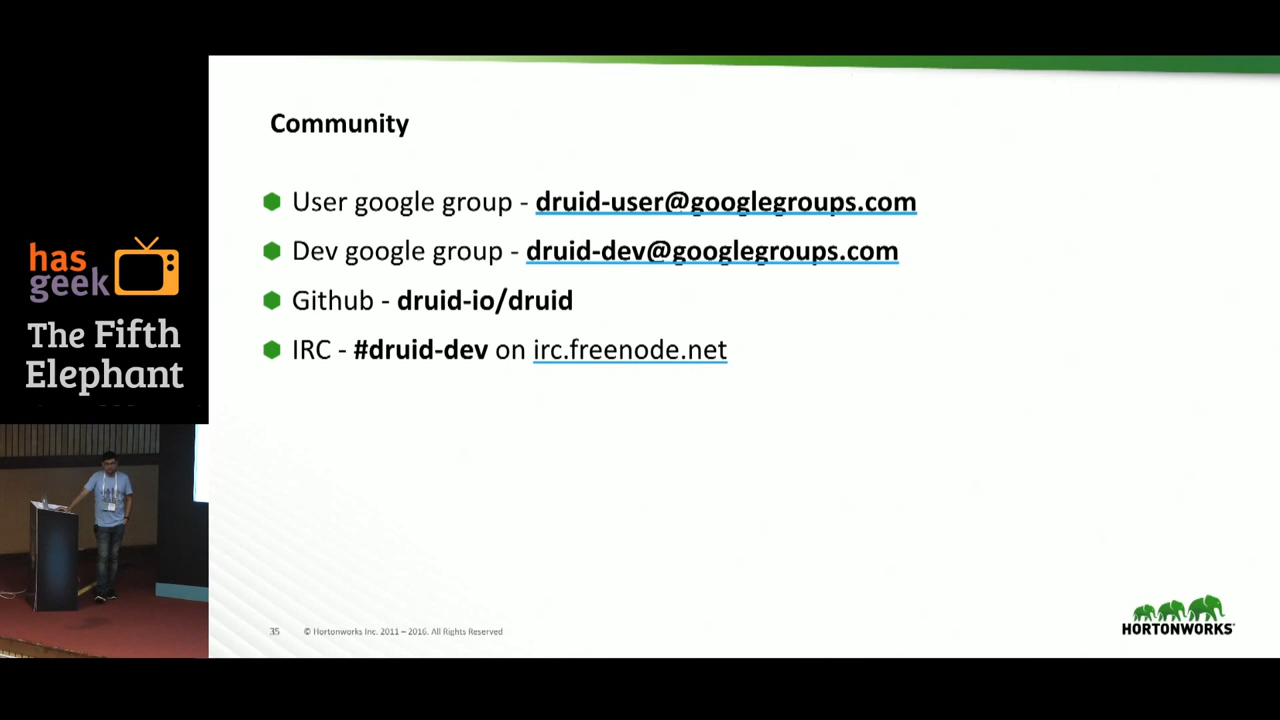 has
geek
The Fifth
Elephant
Community
User google group - druid-user@googlegroups.com
Dev google group - druid-dev@googlegroups.com
Github - druid-io/druid
IRC - #druid-dev on irc.freenode.net
35 © Hortonworks Inc. 2011 – 2016. All Rights Reserved
HORTONWORKS